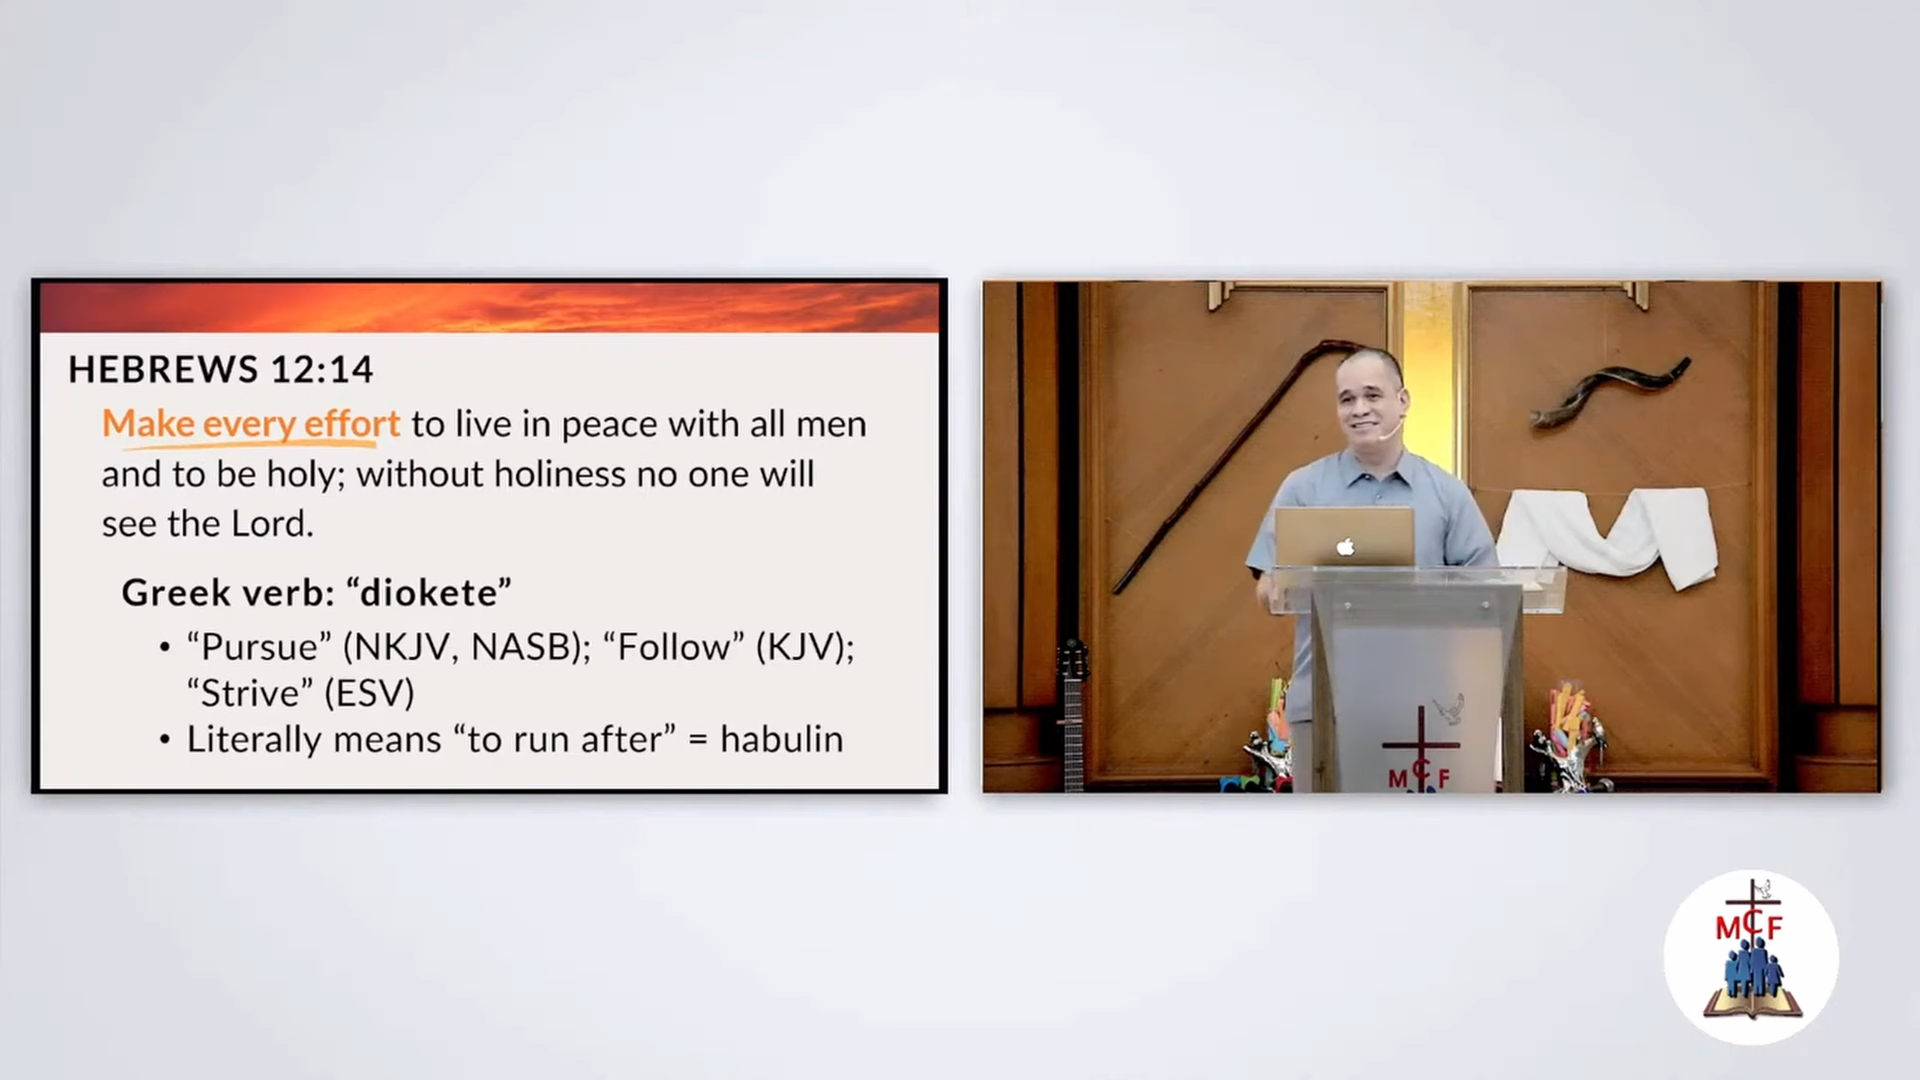 HEBREWS 12:14
Make every effort to live in peace with all men
and to be holy; without holiness no one will
see the Lord.
Greek verb: “diokete”
• “Pursue” (NKJV, NASB); “Follow” (KJV);
“Strive” (ESV)
• Literally means “to run after” = habulin
MCF
MCF